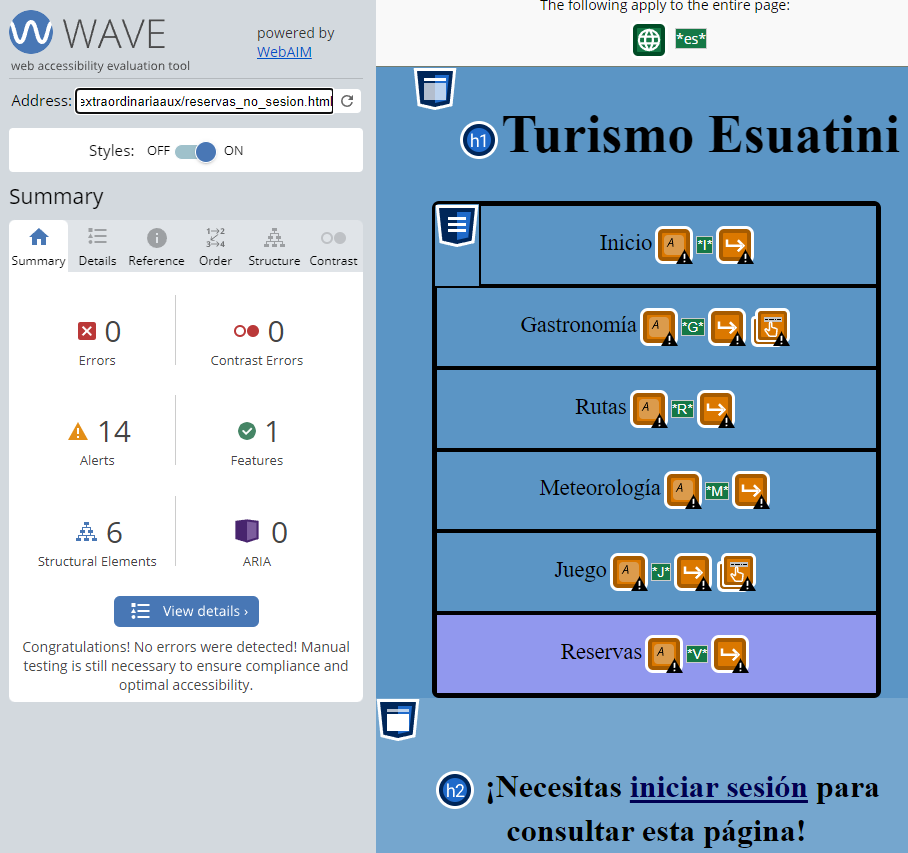 WAVE
web accessibility evaluation tool
powered by
WebAIM
Address: extraordinariaaux/reservas_no_sesion.html
Styles: OFF ON
Summary
Summary Details Reference Order Structure Contrast
0
Errors
0
Contrast Errors
14
Alerts
1
Features
6
Structural Elements
0
ARIA
View details ›
Congratulations! No errors were detected! Manual
testing is still necessary to ensure compliance and
optimal accessibility.
The following apply to the entire page:
*es*
h1 Turismo Esuatini
Inicio A *I*
Gastronomía A *G*
Rutas A *R*
Meteorología A *M*
Juego A *J*
Reservas A *V*
h2 ¡Necesitas iniciar sesión para
consultar esta página!